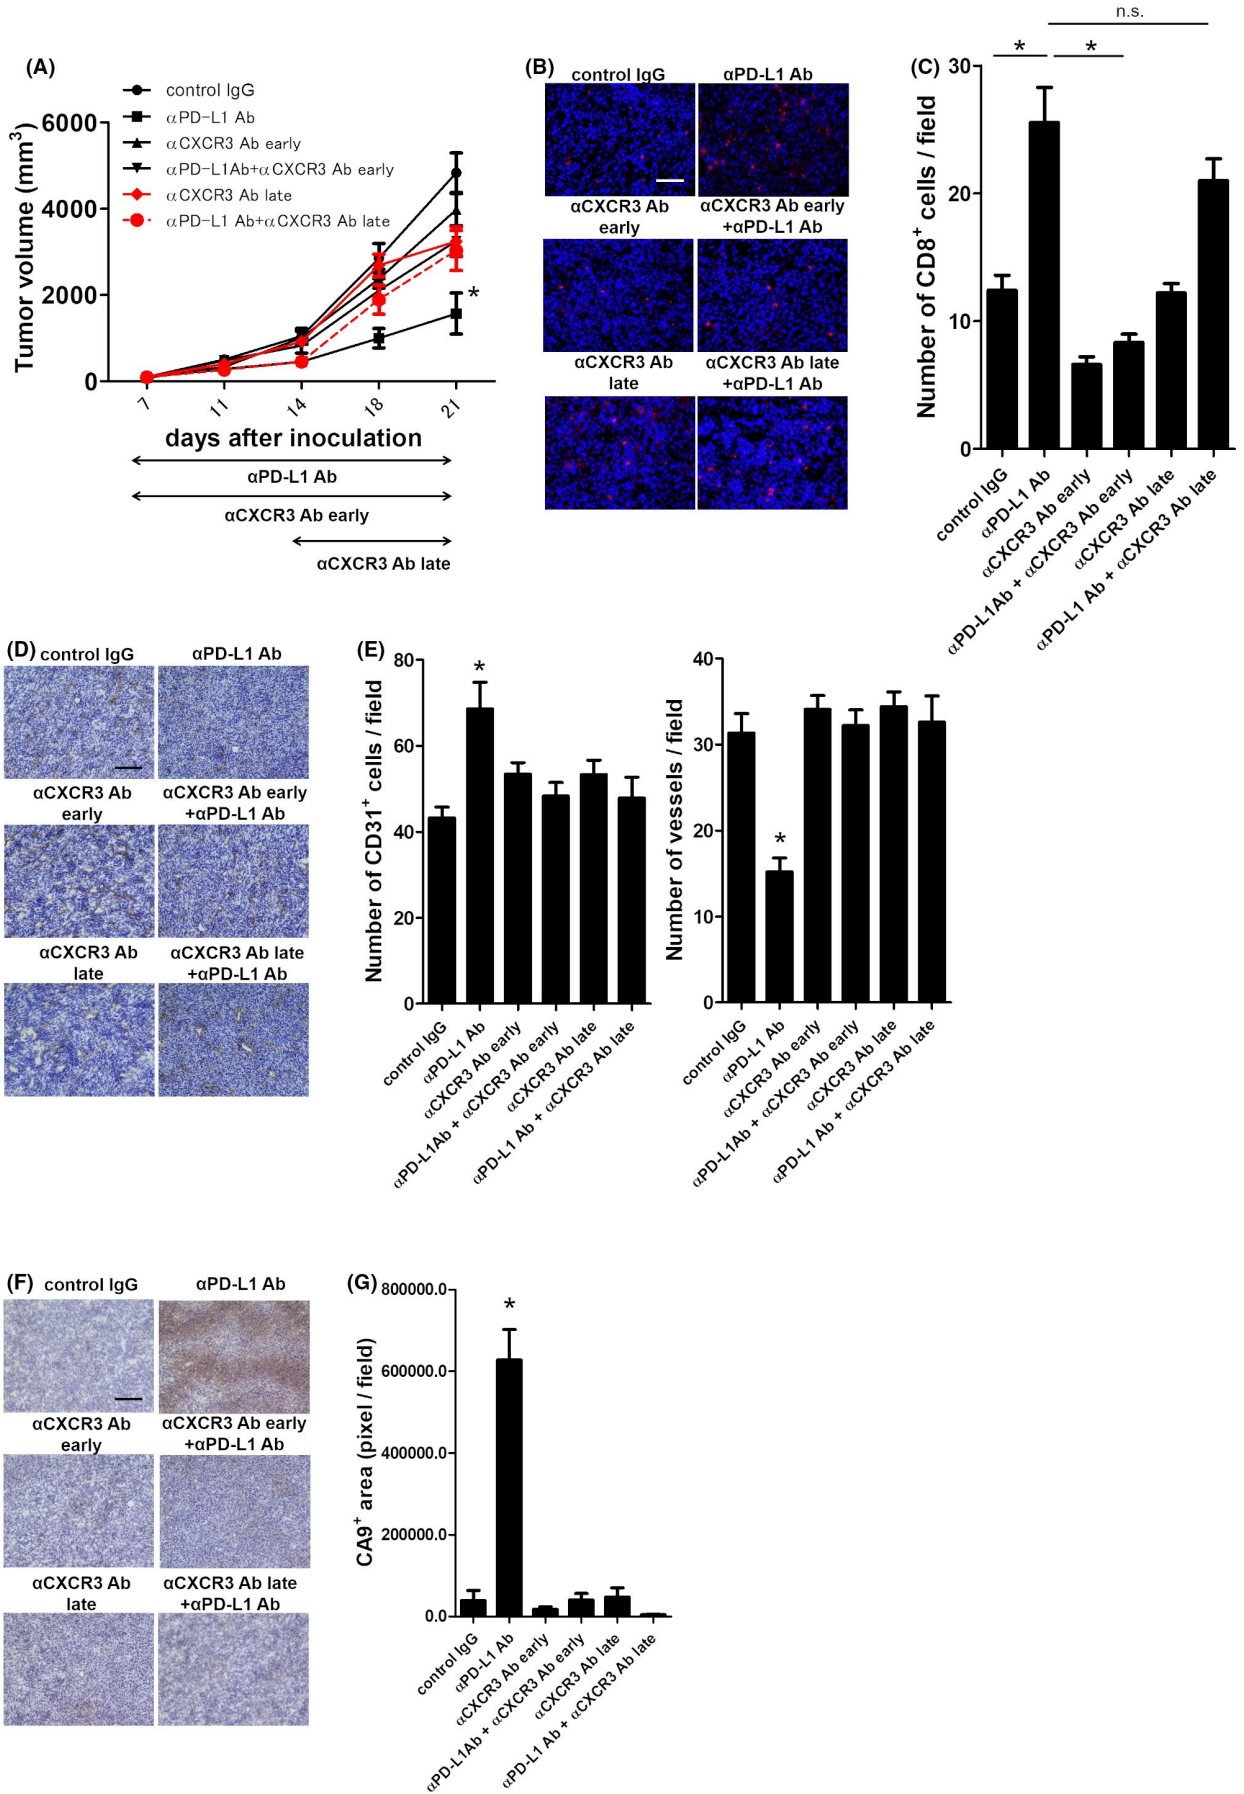 (A)
control IgG
αPD-L1 Ab
αCXCR3 Ab early
αPD-L1Ab+αCXCR3 Ab early
αCXCR3 Ab late
αPD-L1 Ab+αCXCR3 Ab late
Tumor volume (mm³)
6000
4000
2000
0
*
7
11
14
18
21
days after inoculation
αPD-L1 Ab
αCXCR3 Ab early
αCXCR3 Ab late
(B)
control IgG
αPD-L1 Ab
αCXCR3 Ab
early
αCXCR3 Ab early
+αPD-L1 Ab
αCXCR3 Ab
late
αCXCR3 Ab late
+αPD-L1 Ab
(C)
n.s.
*
*
Number of CD8⁺ cells / field
30
20
10
0
control IgG
αPD-L1 Ab
αCXCR3 Ab early
αPD-L1Ab + αCXCR3 Ab early
αCXCR3 Ab late
αPD-L1 Ab + αCXCR3 Ab late
(D)
control IgG
αPD-L1 Ab
αCXCR3 Ab
early
αCXCR3 Ab early
+αPD-L1 Ab
αCXCR3 Ab
late
αCXCR3 Ab late
+αPD-L1 Ab
(E)
Number of CD31⁺ cells / field
80
60
40
20
0
*
control IgG
αPD-L1 Ab
αCXCR3 Ab early
αPD-L1Ab + αCXCR3 Ab early
αCXCR3 Ab late
αPD-L1 Ab + αCXCR3 Ab late
Number of vessels / field
40
30
20
10
0
*
control IgG
αPD-L1 Ab
αCXCR3 Ab early
αPD-L1Ab + αCXCR3 Ab early
αCXCR3 Ab late
αPD-L1 Ab + αCXCR3 Ab late
(F)
control IgG
αPD-L1 Ab
αCXCR3 Ab
early
αCXCR3 Ab early
+αPD-L1 Ab
αCXCR3 Ab
late
αCXCR3 Ab late
+αPD-L1 Ab
(G)
CA9⁺ area (pixel / field)
800000.0
600000.0
400000.0
200000.0
0.0
*
control IgG
αPD-L1 Ab
αCXCR3 Ab early
αPD-L1Ab + αCXCR3 Ab early
αCXCR3 Ab late
αPD-L1 Ab + αCXCR3 Ab late